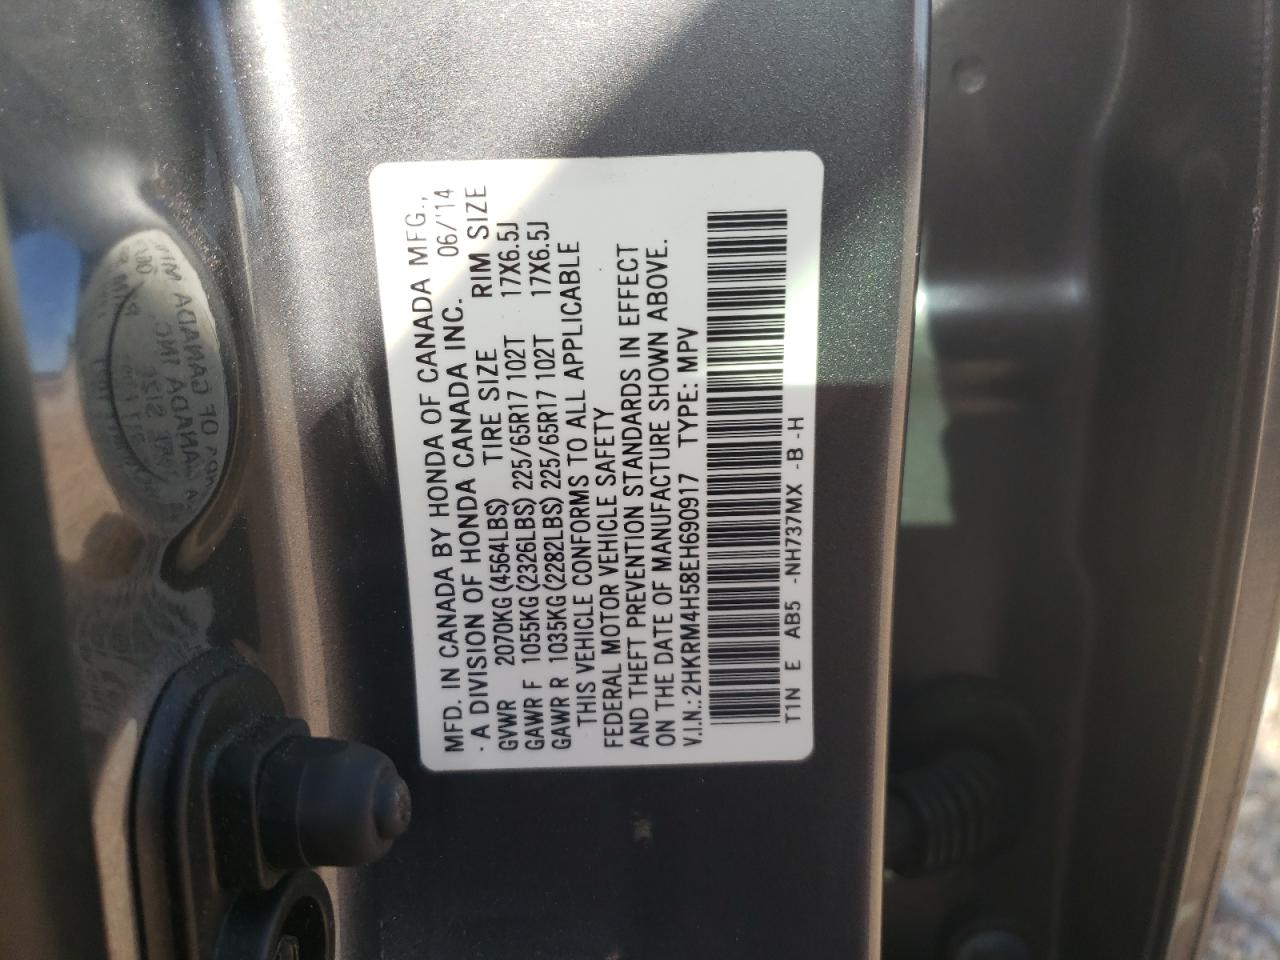 MFD. IN CANADA BY HONDA OF CANADA MFG.,
- A DIVISION OF HONDA CANADA INC. 06/'14
GVWR 2070KG (4564LBS) TIRE SIZE RIM SIZE
GAWR F 1055KG (2326LBS) 225/65R17 102T 17X6.5J
GAWR R 1035KG (2282LBS) 225/65R17 102T 17X6.5J
THIS VEHICLE CONFORMS TO ALL APPLICABLE
FEDERAL MOTOR VEHICLE SAFETY
AND THEFT PREVENTION STANDARDS IN EFFECT
ON THE DATE OF MANUFACTURE SHOWN ABOVE.
V.I.N.: 2HKRM4H58EH690917 TYPE: MPV
T1N E AB5 -NH737MX -B -H